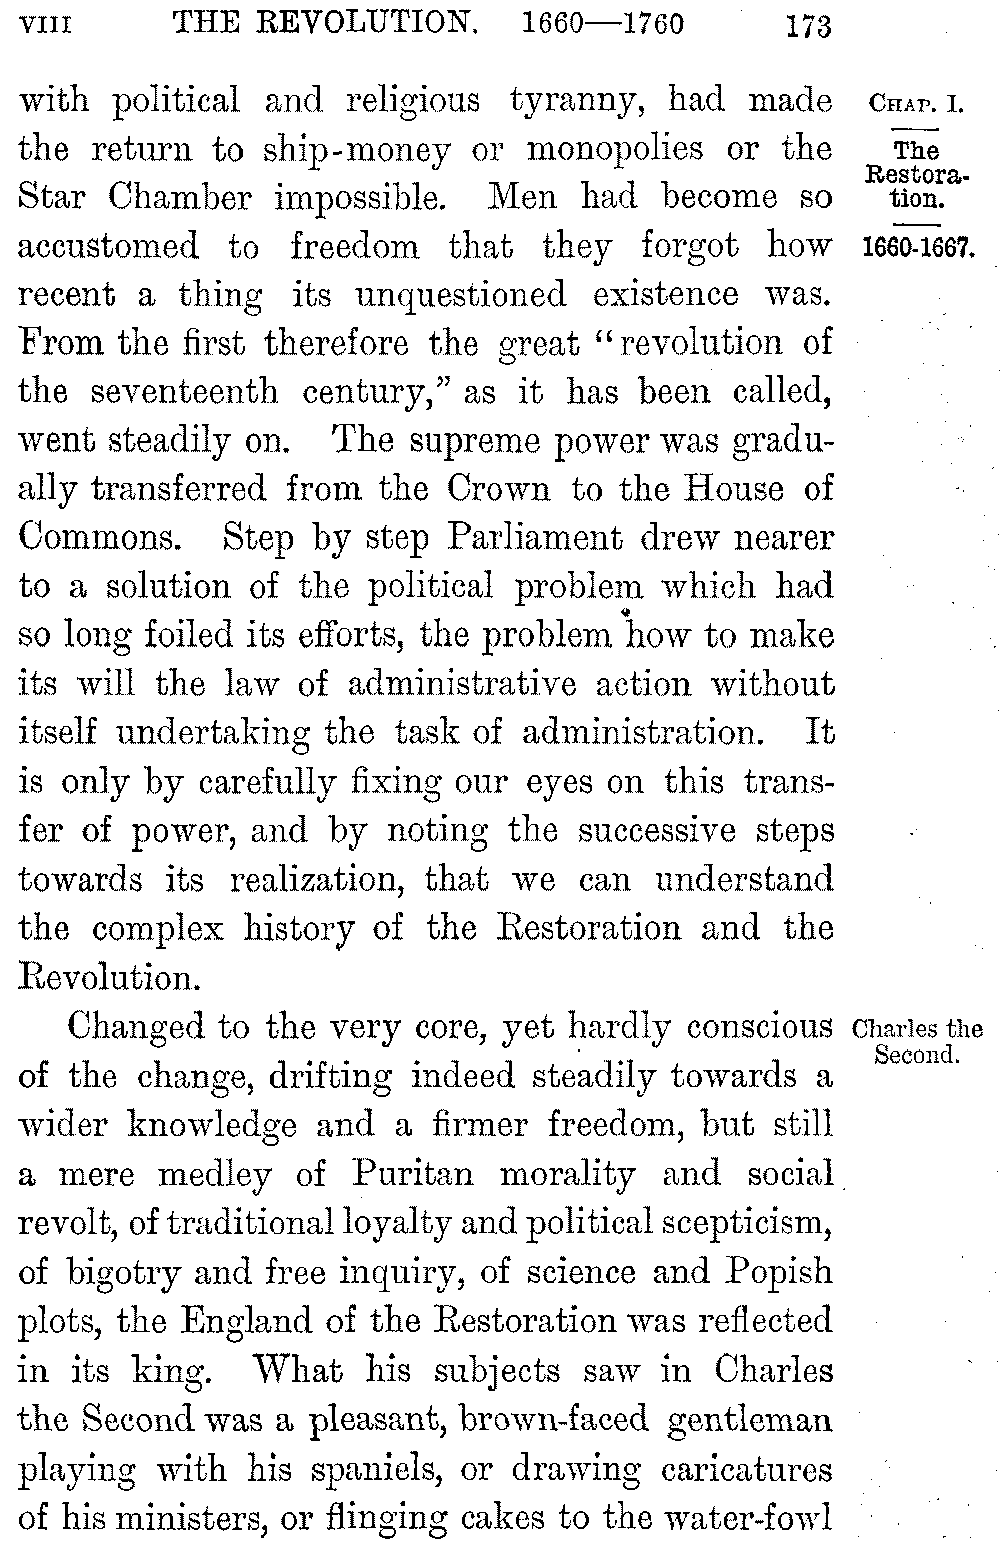 VIII THE REVOLUTION. 1660—1760 173
with political and religious tyranny, had made
the return to ship-money or monopolies or the
Star Chamber impossible. Men had become so
accustomed to freedom that they forgot how
recent a thing its unquestioned existence was.
From the first therefore the great “revolution of
the seventeenth century,” as it has been called,
went steadily on. The supreme power was gradu-
ally transferred from the Crown to the House of
Commons. Step by step Parliament drew nearer
to a solution of the political problem which had
so long foiled its efforts, the problem how to make
its will the law of administrative action without
itself undertaking the task of administration. It
is only by carefully fixing our eyes on this trans-
fer of power, and by noting the successive steps
towards its realization, that we can understand
the complex history of the Restoration and the
Revolution.
Changed to the very core, yet hardly conscious
of the change, drifting indeed steadily towards a
wider knowledge and a firmer freedom, but still
a mere medley of Puritan morality and social
revolt, of traditional loyalty and political scepticism,
of bigotry and free inquiry, of science and Popish
plots, the England of the Restoration was reflected
in its king. What his subjects saw in Charles
the Second was a pleasant, brown-faced gentleman
playing with his spaniels, or drawing caricatures
of his ministers, or flinging cakes to the water-fowl
CHAP. I.
The
Restora-
tion.
1660-1667.
Charles the
Second.